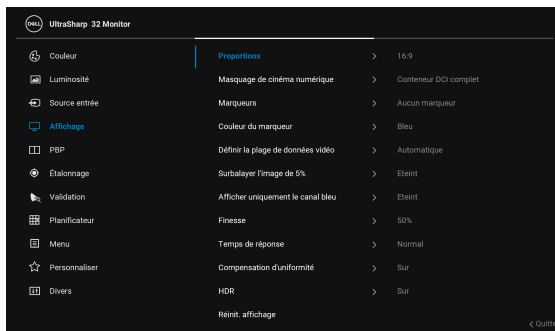 DELL UltraSharp 32 Monitor
Couleur Proportions > 16:9
Luminosité Masquage de cinéma numérique > Conteneur DCI complet
Source entrée Marqueurs > Aucun marqueur
Affichage Couleur du marqueur > Bleu
PBP Définir la plage de données vidéo > Automatique
Étalonnage Surbalayer l'image de 5% > Eteint
Validation Afficher uniquement le canal bleu > Eteint
Planificateur Finesse > 50%
Menu Temps de réponse > Normal
Personnaliser Compensation d'uniformité > Sur
Divers HDR > Sur
Réinit. affichage
< Quitte